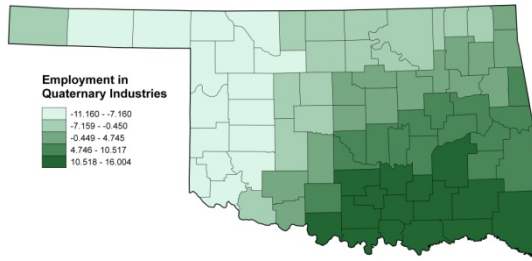 Employment in
Quaternary Industries
-11.160 - -7.160
-7.159 - -0.450
-0.449 - 4.745
4.746 - 10.517
10.518 - 16.004